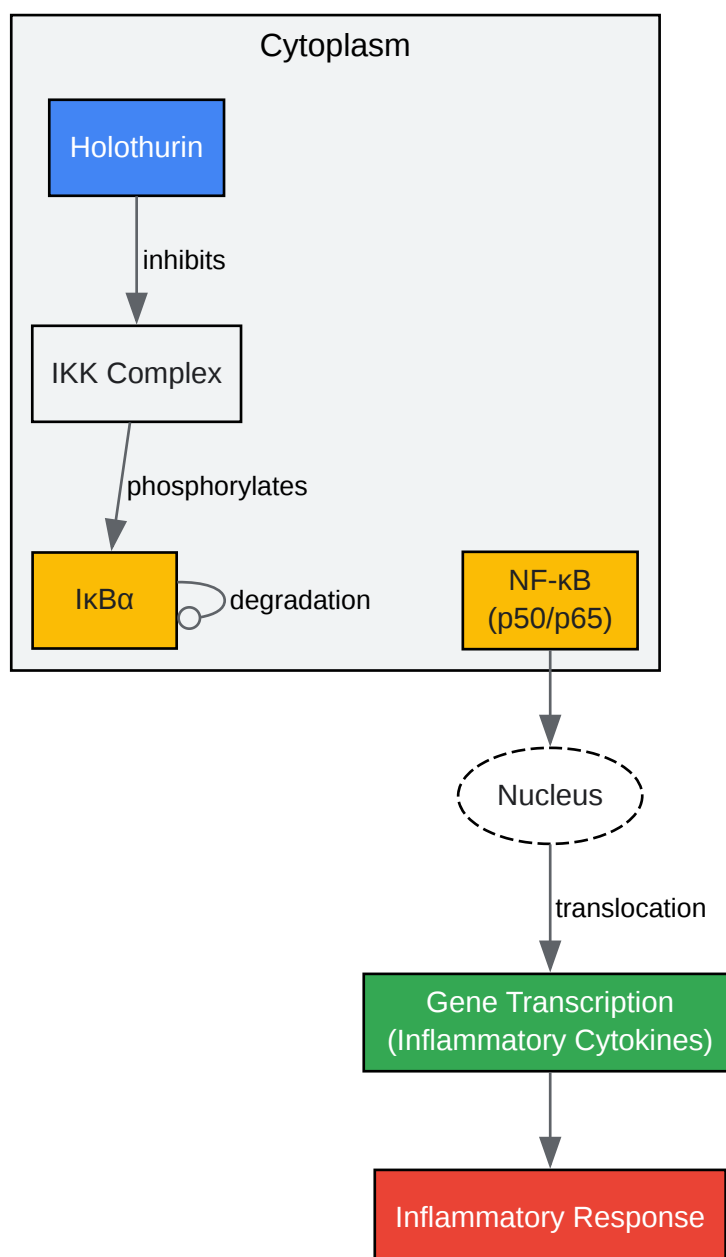 Cytoplasm
Holothurin
inhibits
IKK Complex
phosphorylates
IκBα
degradation
NF-κB
(p50/p65)
Nucleus
translocation
Gene Transcription
(Inflammatory Cytokines)
Inflammatory Response